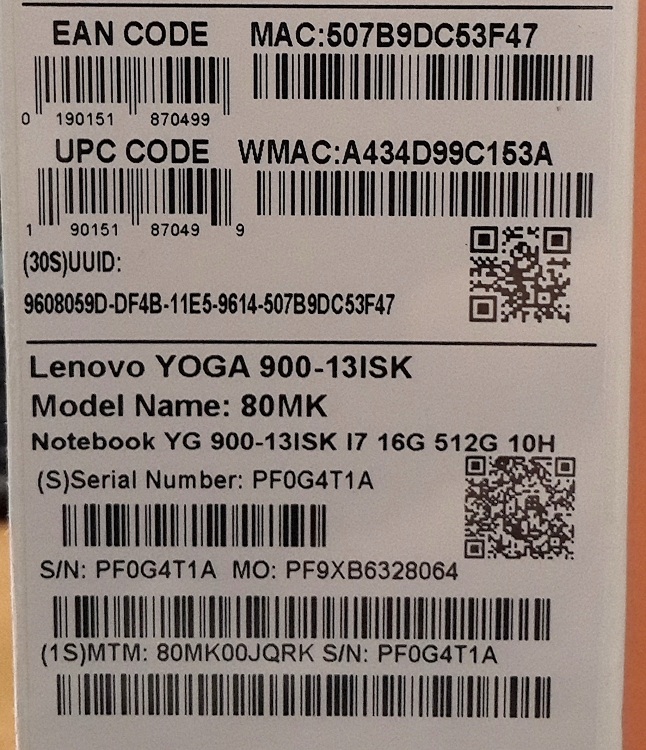 EAN CODE MAC:507B9DC53F47
0 190151 870499
UPC CODE WMAC:A434D99C153A
1 90151 87049 9
(30S)UUID:
9608059D-DF4B-11E5-9614-507B9DC53F47
Lenovo YOGA 900-13ISK
Model Name: 80MK
Notebook YG 900-13ISK I7 16G 512G 10H
(S)Serial Number: PF0G4T1A
S/N: PF0G4T1A MO: PF9XB6328064
(1S)MTM: 80MK00JQRK S/N: PF0G4T1A